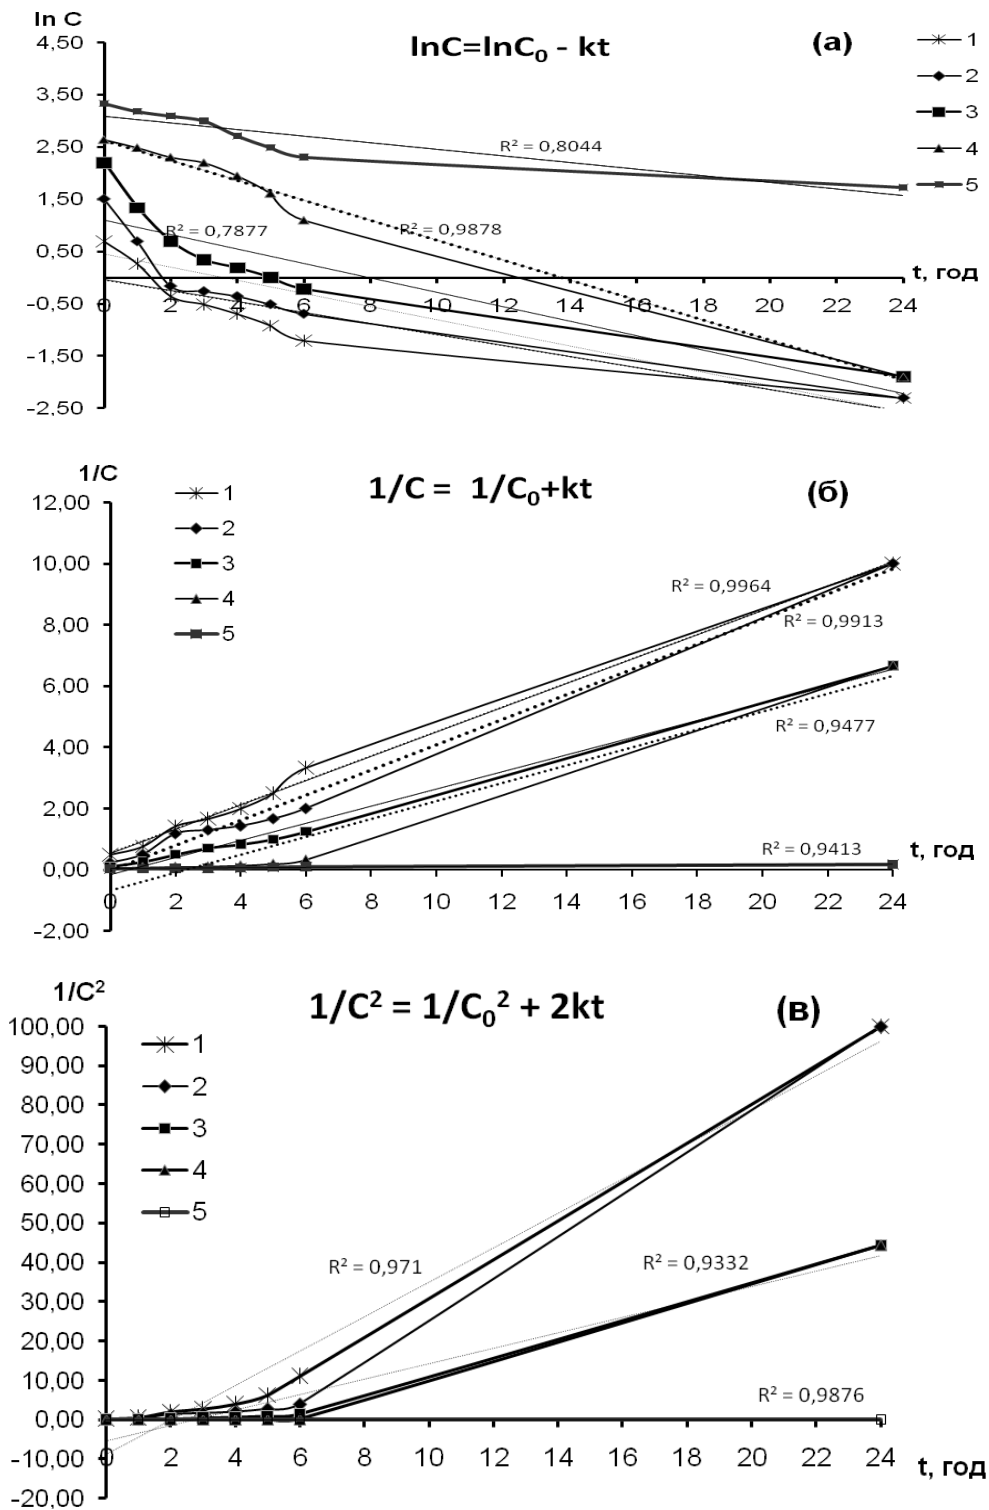 ln C
lnC=lnC₀ - kt
(а)
1
2
3
4
5
4,50
3,50
2,50
1,50
0,50
-0,50
-1,50
-2,50
R² = 0,8044
R² = 0,7877
R² = 0,9878
0 2 4 6 8 10 12 14 16 18 20 22 24
t, год
1/C
1/C = 1/C₀+kt
(б)
1
2
3
4
5
12,00
10,00
8,00
6,00
4,00
2,00
0,00
-2,00
R² = 0,9964
R² = 0,9913
R² = 0,9477
R² = 0,9413
t, год
0 2 4 6 8 10 12 14 16 18 20 22 24
1/C²
1/C² = 1/C₀² + 2kt
(в)
1
2
3
4
5
100,00
90,00
80,00
70,00
60,00
50,00
40,00
30,00
20,00
10,00
0,00
-10,00
-20,00
R² = 0,971
R² = 0,9332
R² = 0,9876
0 2 4 6 8 10 12 14 16 18 20 22 24
t, год